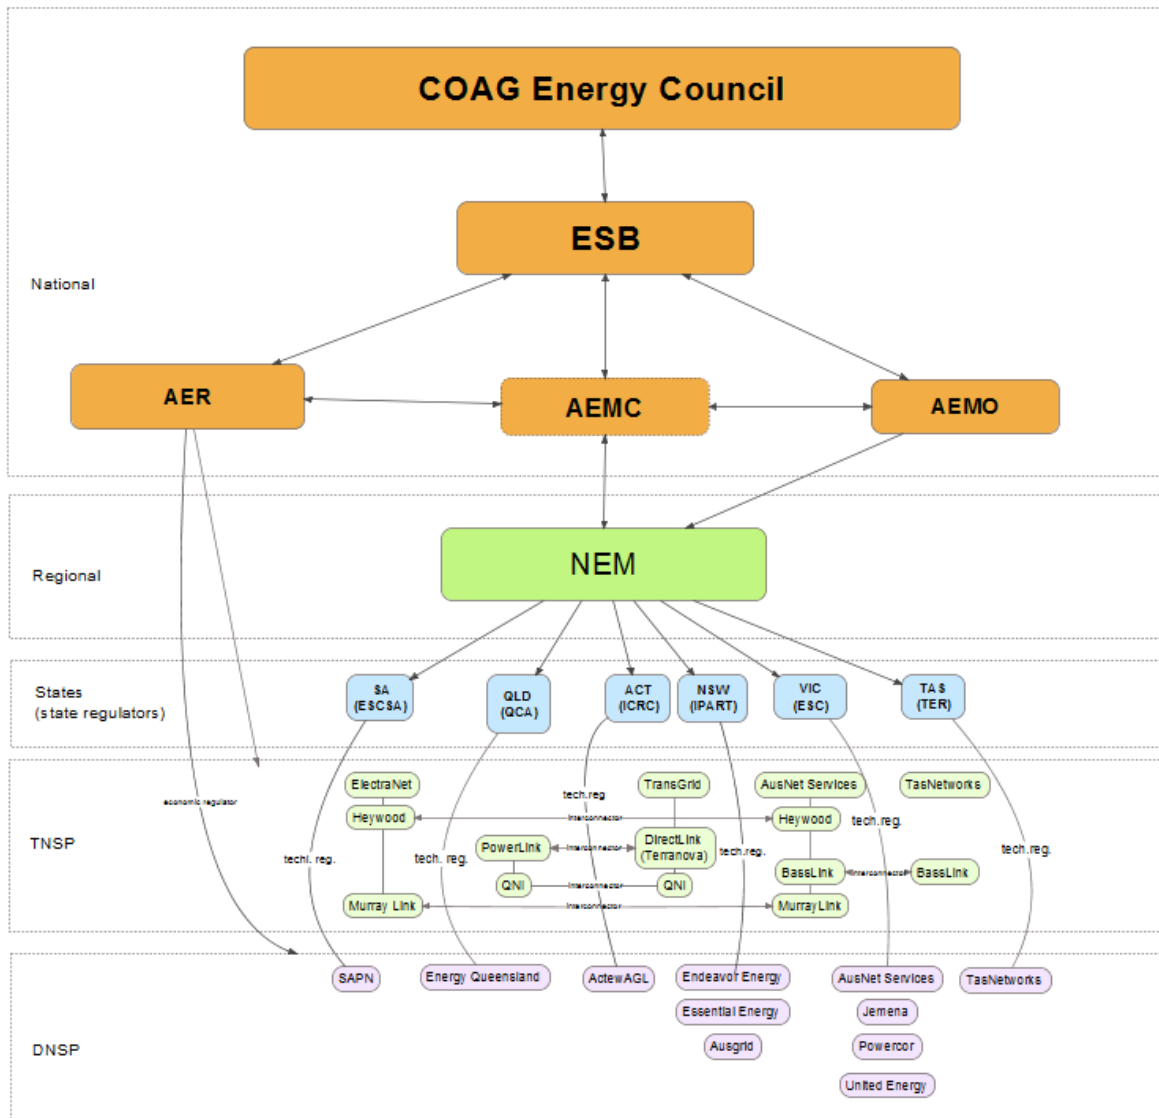 COAG Energy Council
ESB
National
AER
AEMC
AEMO
Regional
NEM
States
(state regulators)
SA
(ESCSA)
QLD
(QCA)
ACT
(ICRC)
NSW
(IPART)
VIC
(ESC)
TAS
(TER)
TNSP
economic regulator
ElectraNet
TransGrid
AusNet Services
TasNetworks
tech.reg
Heywood
Interconnector
Heywood
tech.reg.
techl. reg.
tech. reg.
PowerLink
Interconnector
DirectLink
(Terranova)
tech.reg.
tech.reg.
QNI
Interconnector
QNI
BassLink
Interconnector
BassLink
Murray Link
Interconnector
MurrayLink
DNSP
SAPN
Energy Queensland
ActewAGL
Endeavor Energy
AusNet Services
TasNetworks
Essential Energy
Jemena
Ausgrid
Powercor
United Energy